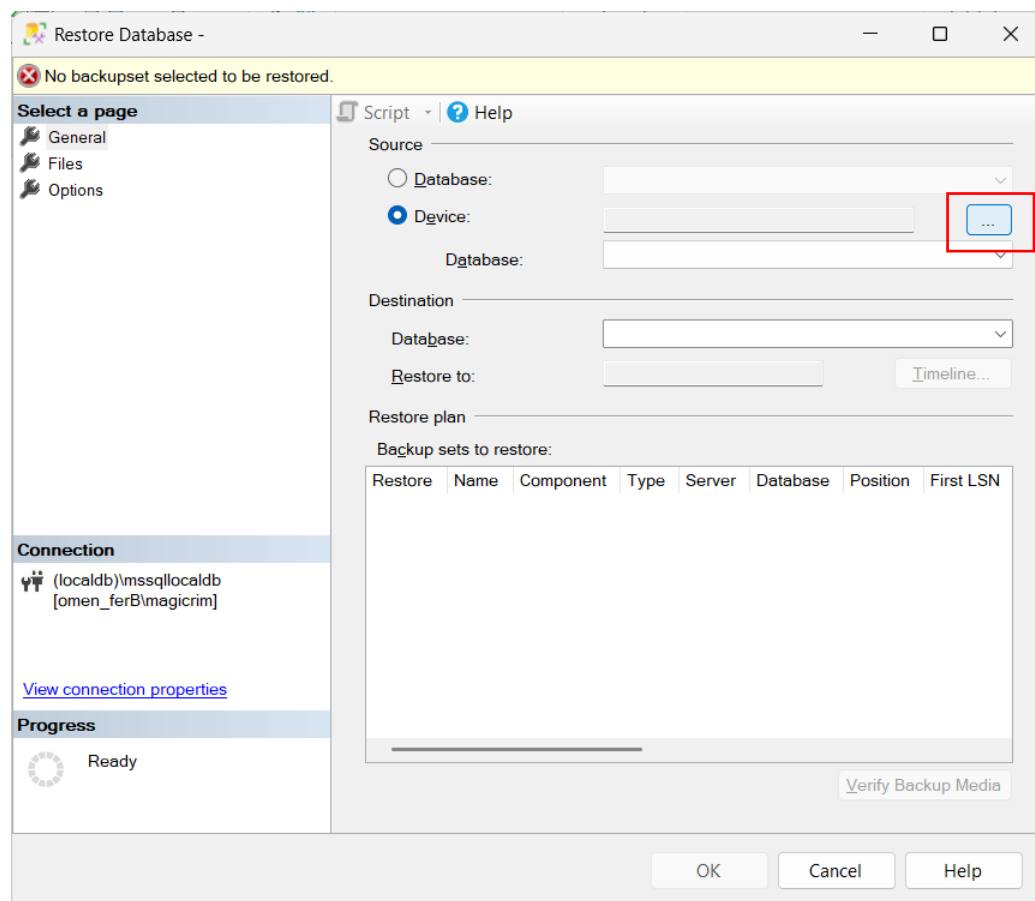 Restore Database -
No backupset selected to be restored.
Select a page
General
Files
Options
Script
Help
Source
Database:
Device:
...
Database:
Destination
Database:
Restore to:
Timeline...
Restore plan
Backup sets to restore:
Restore Name Component Type Server Database Position First LSN
Connection
(localdb)\mssqllocaldb
[omen_ferB\magicrim]
View connection properties
Progress
Ready
Verify Backup Media
OK Cancel Help